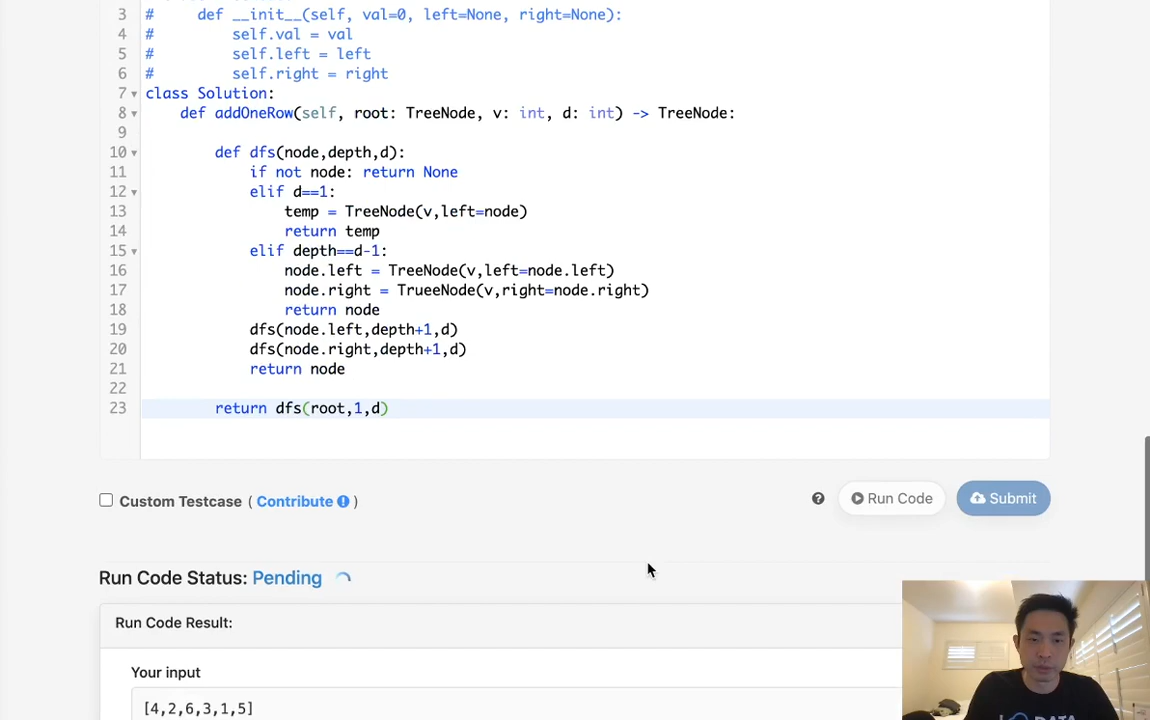 3 # def __init__(self, val=0, left=None, right=None):
4 # self.val = val
5 # self.left = left
6 # self.right = right
7 class Solution:
8 def addOneRow(self, root: TreeNode, v: int, d: int) -> TreeNode:
9
10 def dfs(node,depth,d):
11 if not node: return None
12 elif d==1:
13 temp = TreeNode(v,left=node)
14 return temp
15 elif depth==d-1:
16 node.left = TreeNode(v,left=node.left)
17 node.right = TrueeNode(v,right=node.right)
18 return node
19 dfs(node.left,depth+1,d)
20 dfs(node.right,depth+1,d)
21 return node
22
23 return dfs(root,1,d)
Custom Testcase ( Contribute )
Run Code
Submit
Run Code Status: Pending
Run Code Result:
Your input
[4,2,6,3,1,5]
DATA